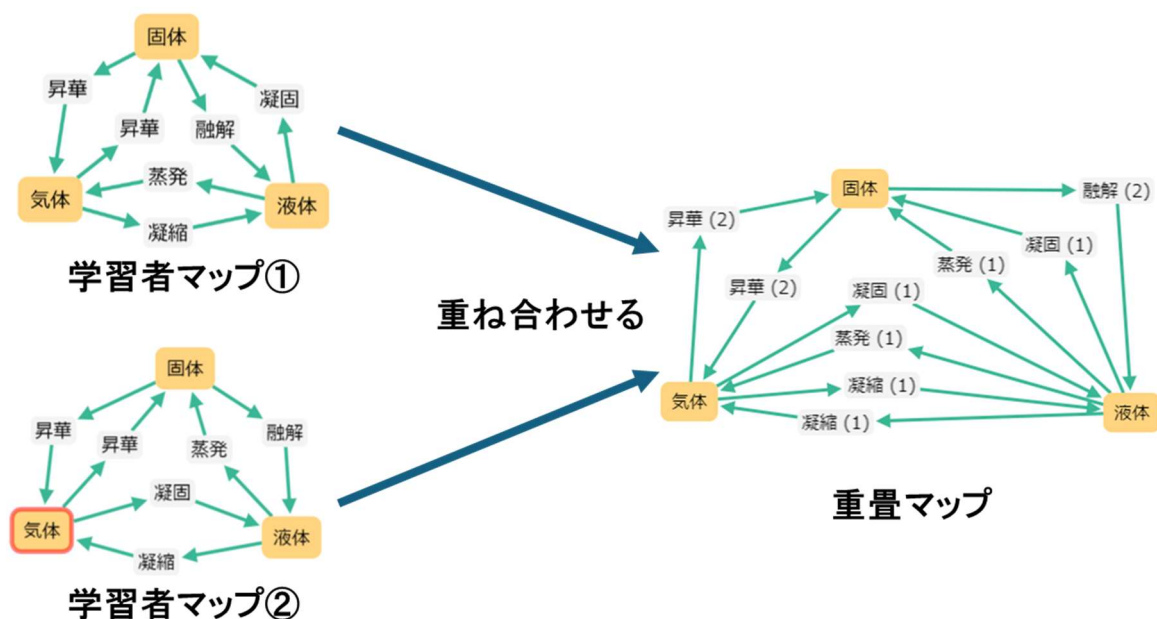 固体
昇華
凝固
昇華
融解
蒸発
気体
液体
凝縮
学習者マップ①
固体
昇華
昇華
蒸発
融解
凝固
気体
液体
凝縮
学習者マップ②
重ね合わせる
固体
融解 (2)
昇華 (2)
凝固 (1)
蒸発 (1)
昇華 (2)
凝固 (1)
蒸発 (1)
凝縮 (1)
気体
液体
凝縮 (1)
重畳マップ